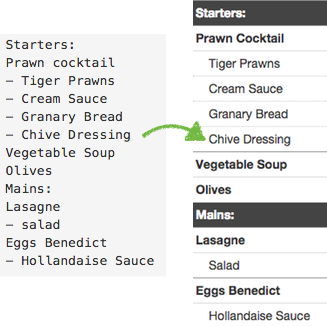 Starters:
Prawn cocktail
– Tiger Prawns
– Cream Sauce
– Granary Bread
– Chive Dressing
Vegetable Soup
Olives
Mains:
Lasagne
– salad
Eggs Benedict
– Hollandaise Sauce
Starters:
Prawn Cocktail
Tiger Prawns
Cream Sauce
Granary Bread
Chive Dressing
Vegetable Soup
Olives
Mains:
Lasagne
Salad
Eggs Benedict
Hollandaise Sauce